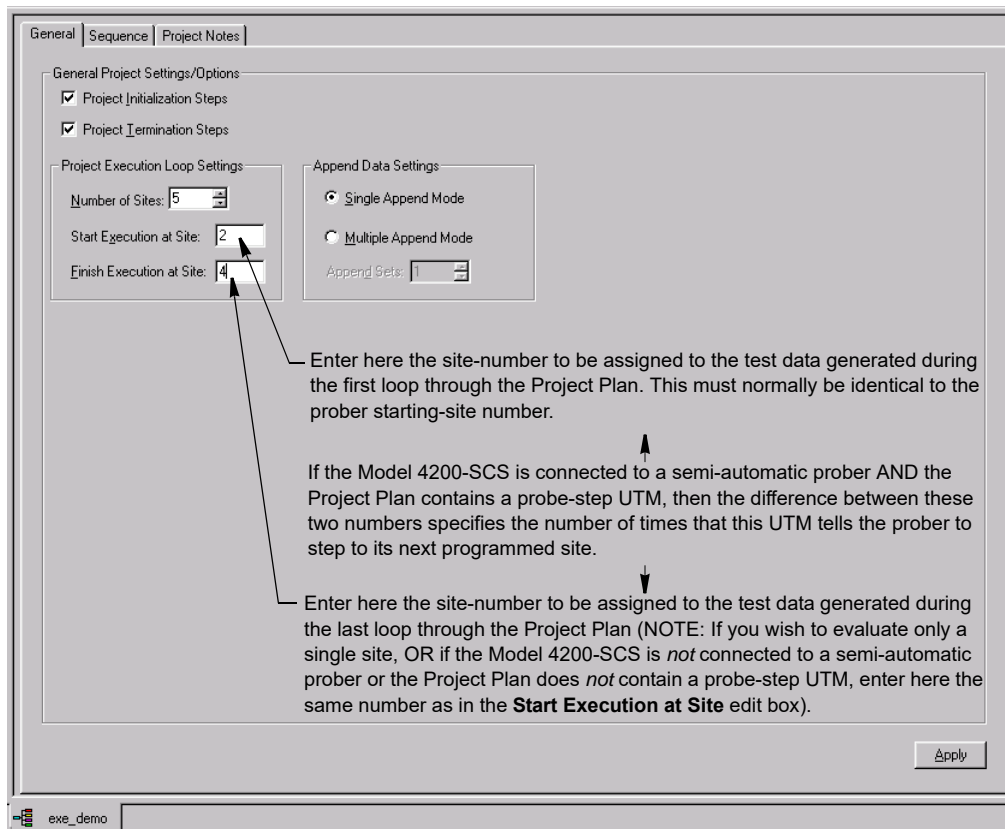 General Sequence Project Notes
General Project Settings/Options
Project Initialization Steps
Project Termination Steps
Project Execution Loop Settings
Number of Sites: 5
Start Execution at Site: 2
Finish Execution at Site: 4
Append Data Settings
Single Append Mode
Multiple Append Mode
Append Sets: 1
Enter here the site-number to be assigned to the test data generated during
the first loop through the Project Plan. This must normally be identical to the
prober starting-site number.
If the Model 4200-SCS is connected to a semi-automatic prober AND the
Project Plan contains a probe-step UTM, then the difference between these
two numbers specifies the number of times that this UTM tells the prober to
step to its next programmed site.
Enter here the site-number to be assigned to the test data generated during
the last loop through the Project Plan (NOTE: If you wish to evaluate only a
single site, OR if the Model 4200-SCS is not connected to a semi-automatic
prober or the Project Plan does not contain a probe-step UTM, enter here the
same number as in the Start Execution at Site edit box).
Apply
exe_demo